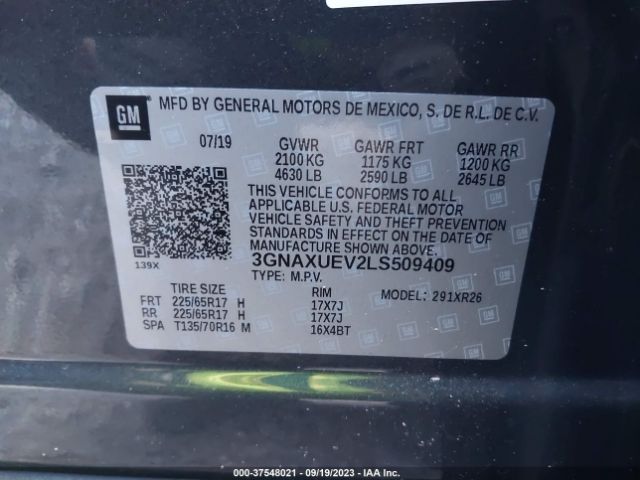 GM
MFD BY GENERAL MOTORS DE MEXICO, S. DE R.L. DE C.V.
07/19 GVWR GAWR FRT GAWR RR
2100 KG 1175 KG 1200 KG
4630 LB 2590 LB 2645 LB
THIS VEHICLE CONFORMS TO ALL
APPLICABLE U.S. FEDERAL MOTOR
VEHICLE SAFETY AND THEFT PREVENTION
STANDARDS IN EFFECT ON THE DATE OF
MANUFACTURE SHOWN ABOVE.
139X
3GNAXUEV2LS509409
TYPE: M.P.V.
TIRE SIZE RIM MODEL: 291XR26
FRT 225/65R17 H 17X7J
RR 225/65R17 H 17X7J
SPA T135/70R16 M 16X4BT
000-37548021 - 09/19/2023 - IAA Inc.